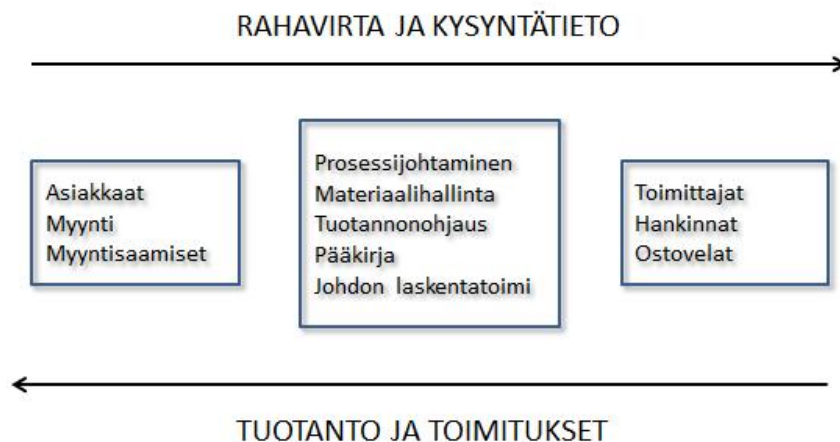 RAHAVIRTA JA KYSYNTÄTIETO
Asiakkaat
Myynti
Myyntisaamiset
Prosessijohtaminen
Materiaalihallinta
Tuotannonohjaus
Pääkirja
Johdon laskentatoimi
Toimittajat
Hankinnat
Ostovelat
TUOTANTO JA TOIMITUKSET